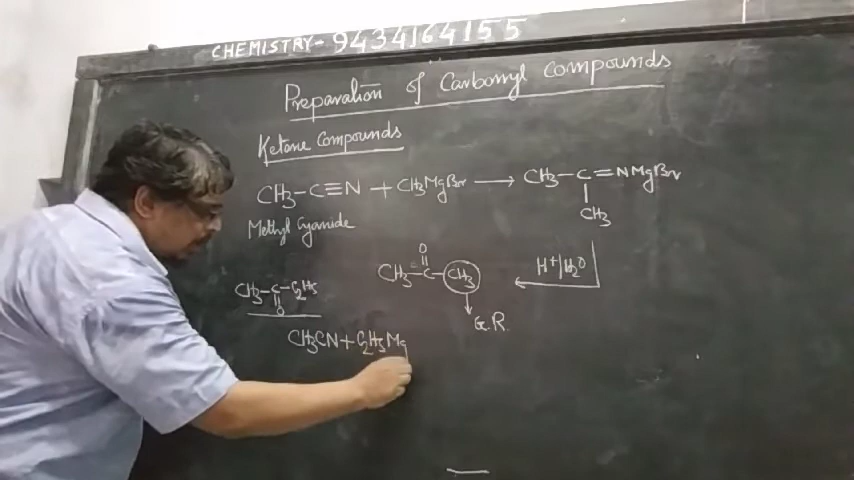 CHEMISTRY- 9434164155
Preparation of Carbonyl Compounds
Ketone Compounds
CH3-C≡N + CH3MgBr ⟶ CH3-C=NMgBr
CH3
Methyl Cyanide
O
CH3-C-CH3
H+/H2O
G.R.
CH3-C-C2H5
O
CH3CN+C2H5Mg